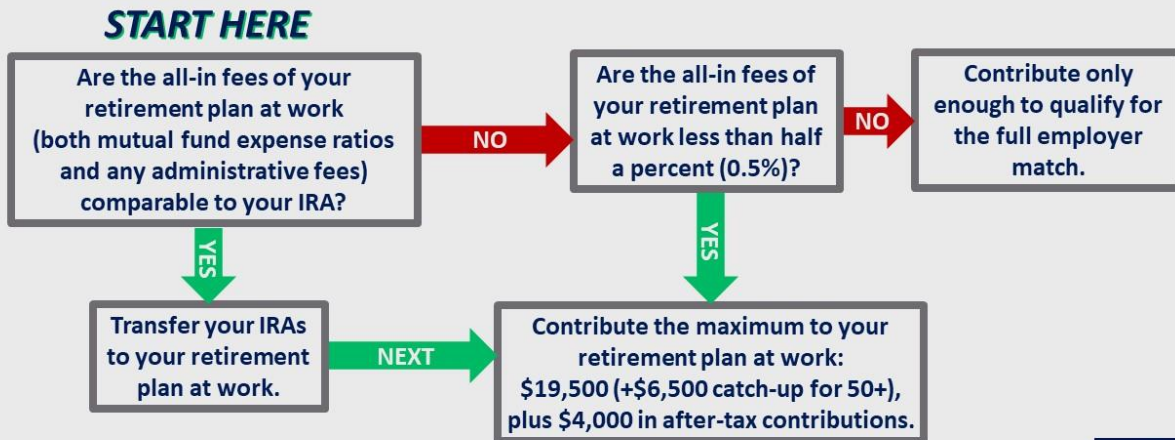 START HERE
Are the all-in fees of your
retirement plan at work
(both mutual fund expense ratios
and any administrative fees)
comparable to your IRA?
NO
Are the all-in fees of
your retirement plan
at work less than half
a percent (0.5%)?
NO
Contribute only
enough to qualify for
the full employer
match.
YES
YES
Transfer your IRAs
to your retirement
plan at work.
NEXT
Contribute the maximum to your
retirement plan at work:
$19,500 (+$6,500 catch-up for 50+),
plus $4,000 in after-tax contributions.